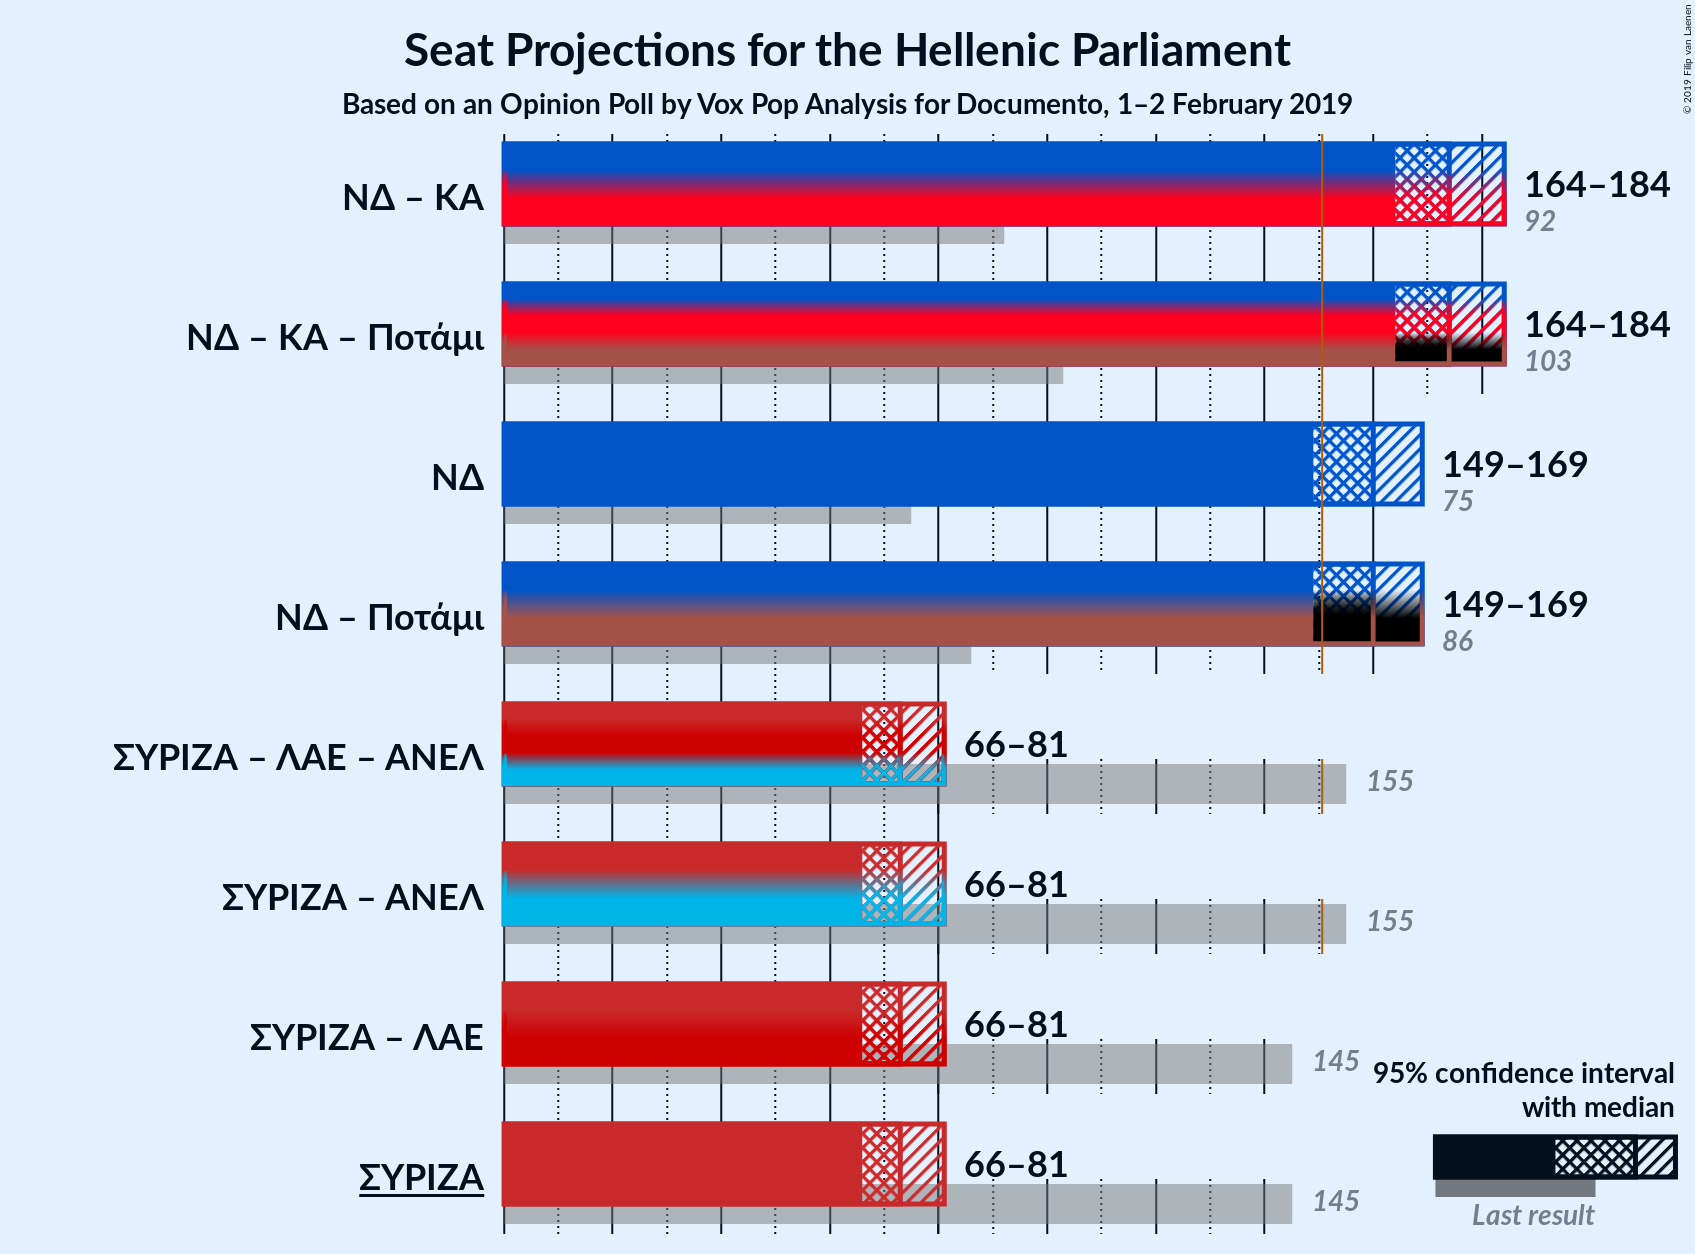 Seat Projections for the Hellenic Parliament
Based on an Opinion Poll by Vox Pop Analysis for Documento, 1–2 February 2019
© 2019 Filip van Laenen
ΝΔ – ΚΑ
164–184
92
ΝΔ – ΚΑ – Ποτάμι
164–184
103
ΝΔ
149–169
75
ΝΔ – Ποτάμι
149–169
86
ΣΥΡΙΖΑ – ΛΑΕ – ΑΝΕΛ
66–81
155
ΣΥΡΙΖΑ – ΑΝΕΛ
66–81
155
ΣΥΡΙΖΑ – ΛΑΕ
66–81
145
ΣΥΡΙΖΑ
66–81
145
95% confidence interval
with median
Last result